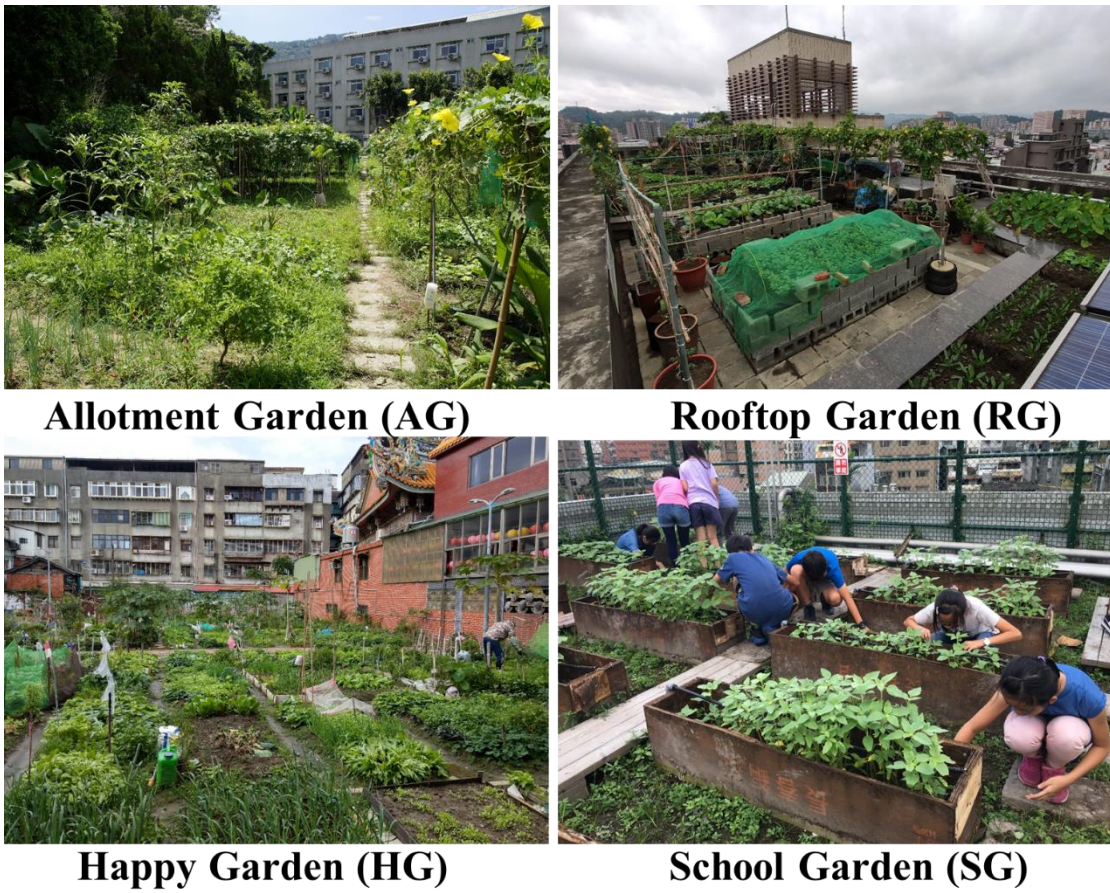 Allotment Garden (AG)
Rooftop Garden (RG)
Happy Garden (HG)
School Garden (SG)